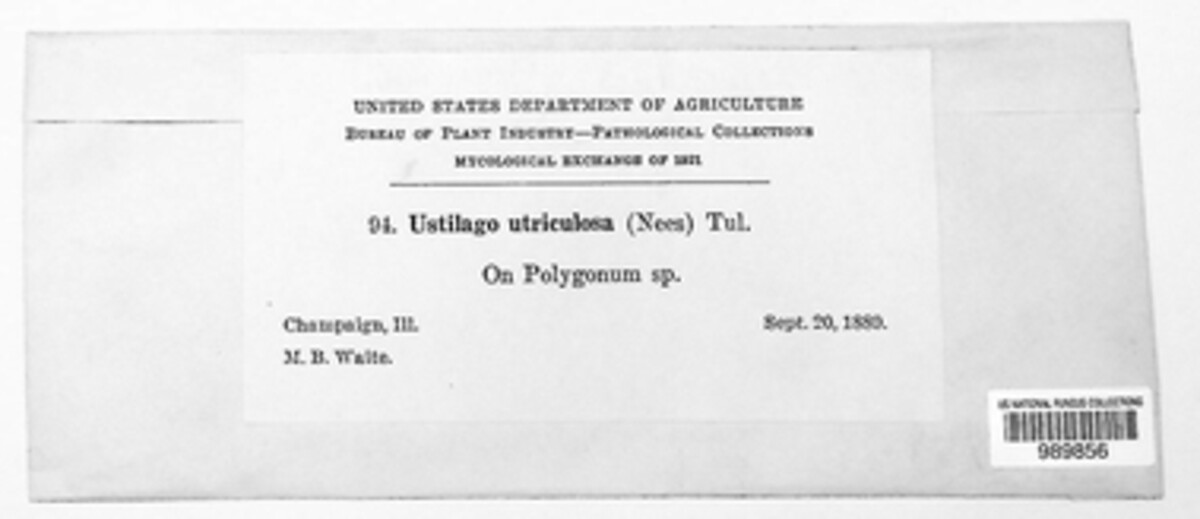 UNITED STATES DEPARTMENT OF AGRICULTURE
BUREAU OF PLANT INDUSTRY—PATHOLOGICAL COLLECTIONS
MYCOLOGICAL EXCHANGE OF
94. Ustilago utriculosa (Nees) Tul.
On Polygonum sp.
Champaign, Ill.
Sept. 20, 1889.
M. B. Waite.
US NATIONAL FUNGUS COLLECTIONS
989856